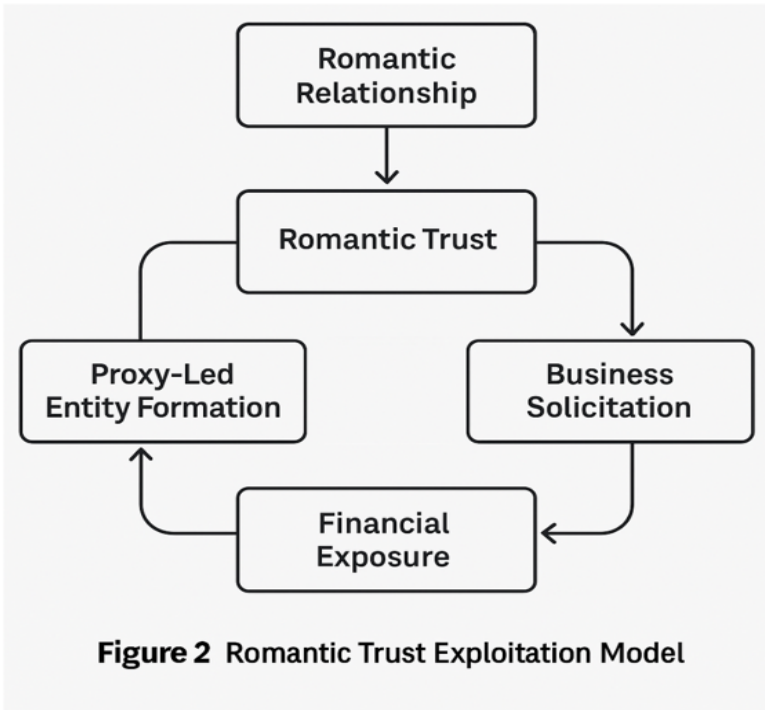 Romantic
Relationship
Romantic Trust
Proxy-Led
Entity Formation
Business
Solicitation
Financial
Exposure
Figure 2 Romantic Trust Exploitation Model